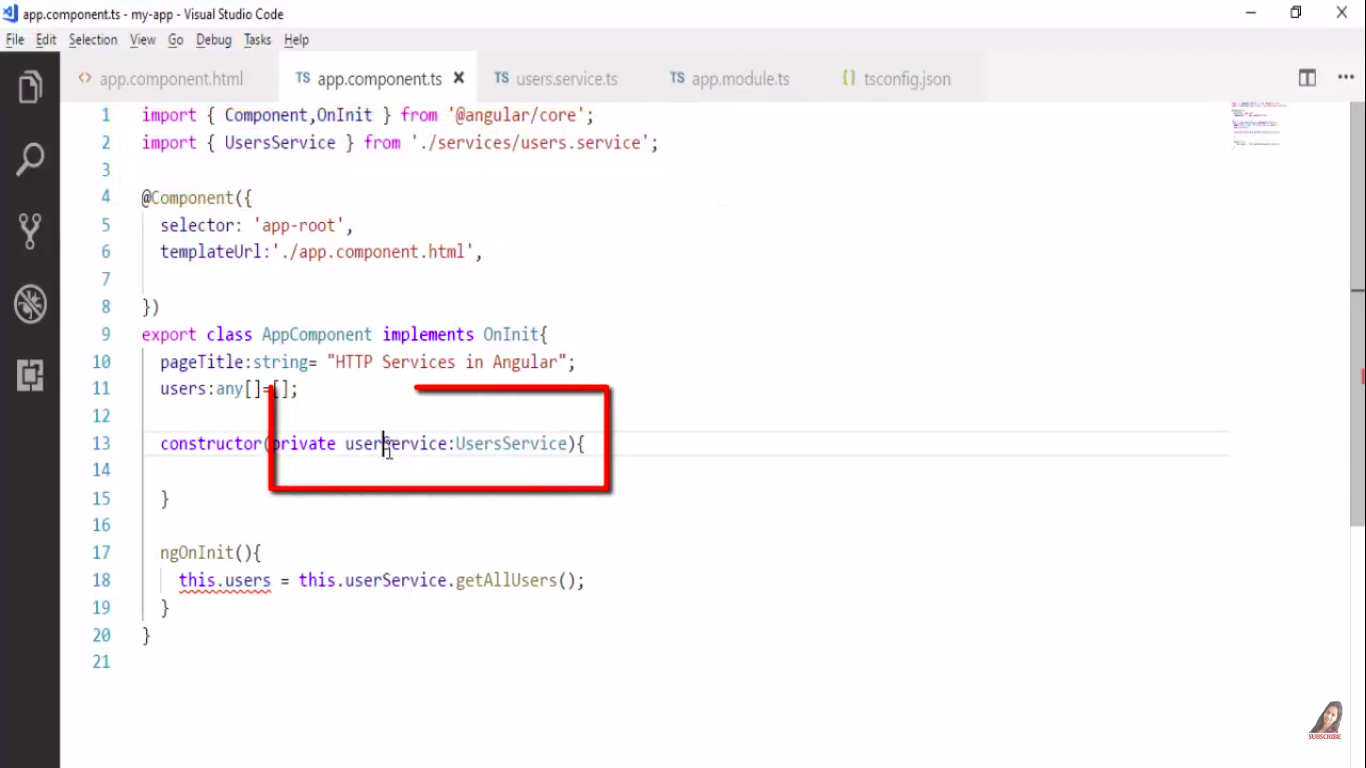 app.component.ts - my-app - Visual Studio Code
File Edit Selection View Go Debug Tasks Help
<> app.component.html TS app.component.ts × TS users.service.ts TS app.module.ts {} tsconfig.json
1 import { Component,OnInit } from '@angular/core';
2 import { UsersService } from './services/users.service';
3
4 @Component({
5 selector: 'app-root',
6 templateUrl:'./app.component.html',
7
8 })
9 export class AppComponent implements OnInit{
10 pageTitle:string= "HTTP Services in Angular";
11 users:any[]=[];
12
13 constructor(private userService:UsersService){
14
15 }
16
17 ngOnInit(){
18 this.users = this.userService.getAllUsers();
19 }
20 }
21
SUBSCRIBE